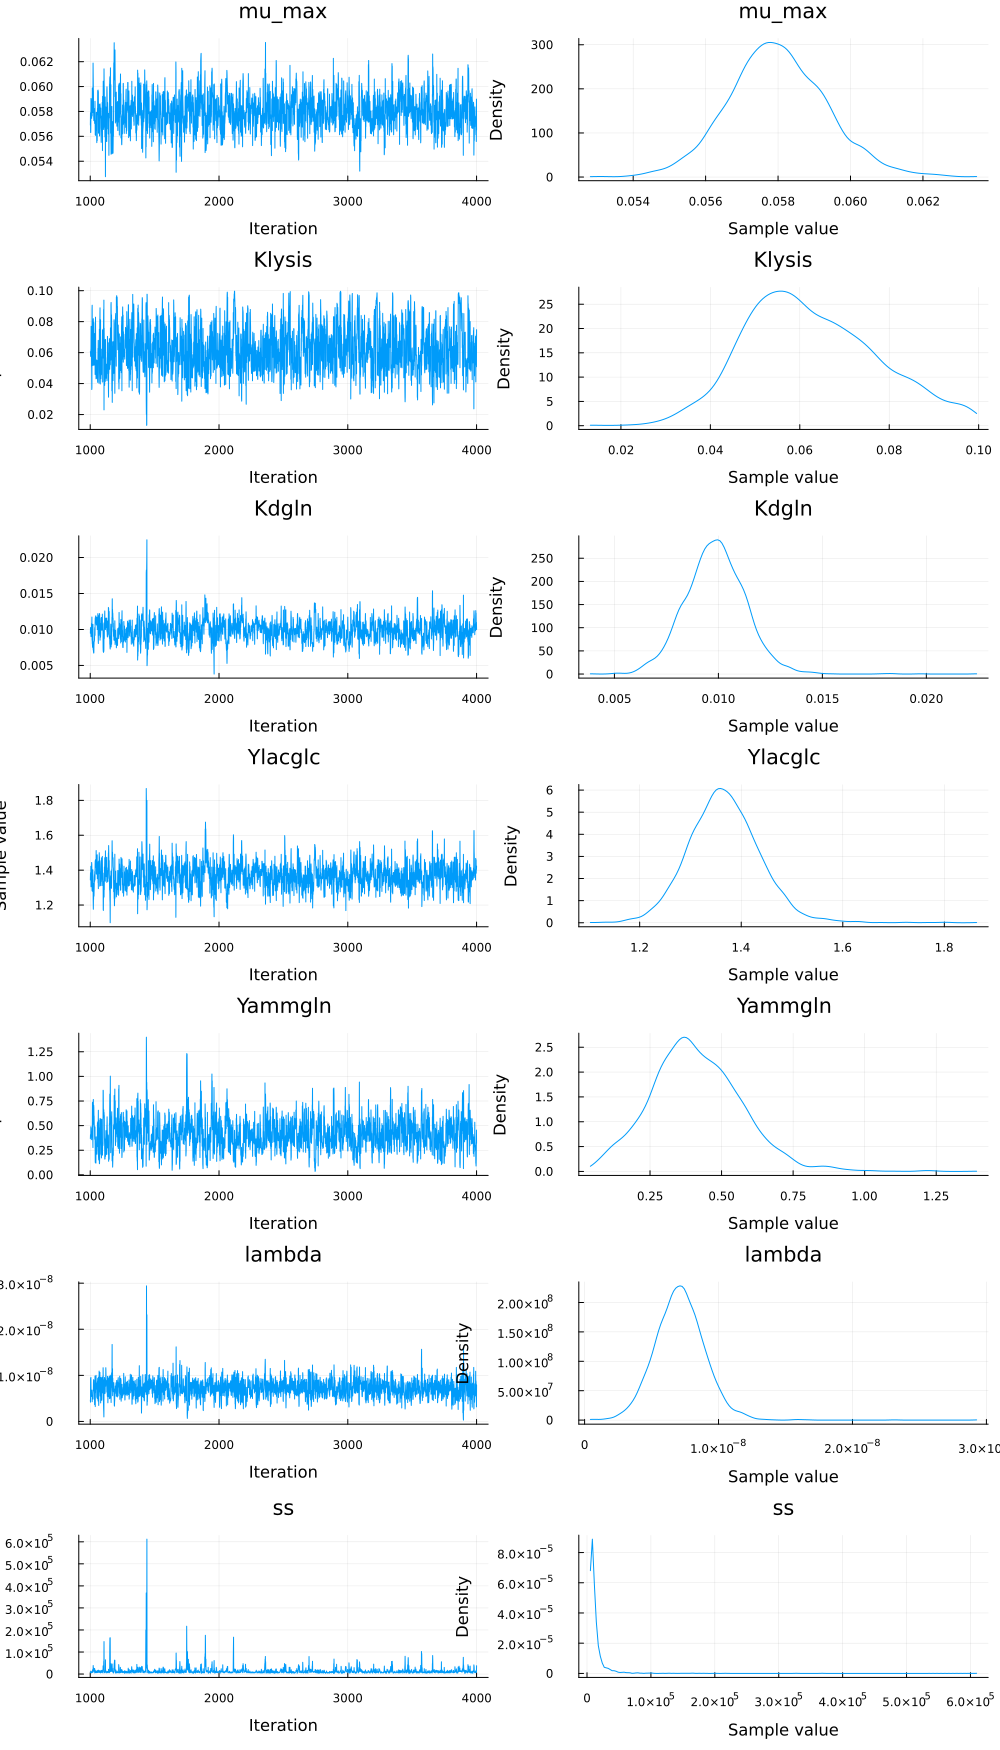 mu_max mu_max
0.062
0.060
0.058
0.056
0.054
1000 2000 3000 4000
Iteration
Density
300
200
100
0
0.054 0.056 0.058 0.060 0.062
Sample value
Klysis Klysis
0.10
0.08
0.06
0.04
0.02
1000 2000 3000 4000
Iteration
Density
25
20
15
10
5
0
0.02 0.04 0.06 0.08 0.10
Sample value
Kdgln Kdgln
0.020
0.015
0.010
0.005
1000 2000 3000 4000
Iteration
Density
250
200
150
100
50
0
0.005 0.010 0.015 0.020
Sample value
Ylacglc Ylacglc
Sample value
1.8
1.6
1.4
1.2
1000 2000 3000 4000
Iteration
Density
6
5
4
3
2
1
0
1.2 1.4 1.6 1.8
Sample value
Yammgln Yammgln
1.25
1.00
0.75
0.50
0.25
0.00
1000 2000 3000 4000
Iteration
Density
2.5
2.0
1.5
1.0
0.5
0.0
0.25 0.50 0.75 1.00 1.25
Sample value
lambda lambda
3.0×10⁻⁸
2.0×10⁻⁸
1.0×10⁻⁸
0
1000 2000 3000 4000
Iteration
Density
2.00×10⁸
1.50×10⁸
1.00×10⁸
5.00×10⁷
0
0 1.0×10⁻⁸ 2.0×10⁻⁸ 3.0×1
Sample value
ss ss
6.0×10⁵
5.0×10⁵
4.0×10⁵
3.0×10⁵
2.0×10⁵
1.0×10⁵
0
1000 2000 3000 4000
Iteration
Density
8.0×10⁻⁵
6.0×10⁻⁵
4.0×10⁻⁵
2.0×10⁻⁵
0
0 1.0×10⁵ 2.0×10⁵ 3.0×10⁵ 4.0×10⁵ 5.0×10⁵ 6.0×10⁵
Sample value